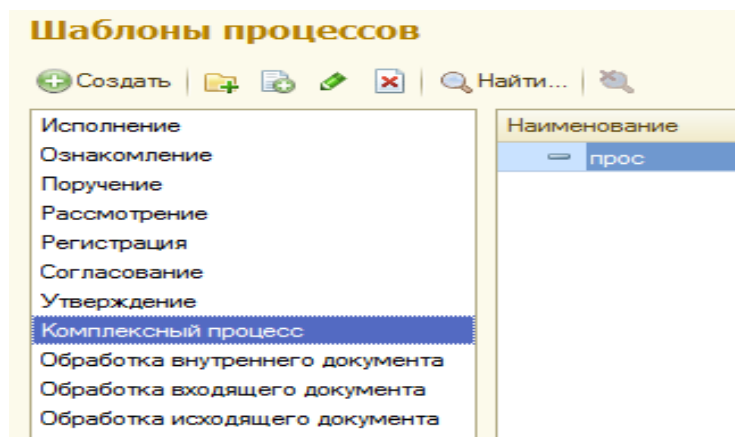 Шаблоны процессов
Создать Найти...
Исполнение
Ознакомление
Поручение
Рассмотрение
Регистрация
Согласование
Утверждение
Комплексный процесс
Обработка внутреннего документа
Обработка входящего документа
Обработка исходящего документа
Наименование
прос